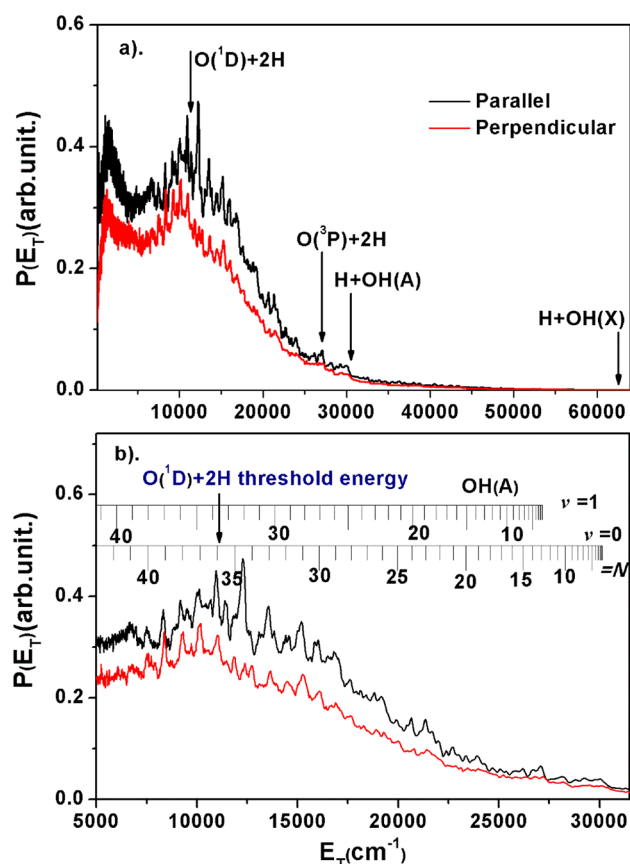 0.6
a).
O(¹D)+2H
Parallel
Perpendicular
0.4
O(³P)+2H
0.2
H+OH(A)
H+OH(X)
0.0
P(E_T)(arb.unit.)
10000 20000 30000 40000 50000 60000
b).
O(¹D)+2H threshold energy
0.6
OH(A)
ν =1
40 30 20 10
ν=0
40 35 30 25 20 15 10 =N
0.4
0.2
0.0
P(E_T)(arb.unit.)
5000 10000 15000 20000 25000 30000
E_T(cm⁻¹)